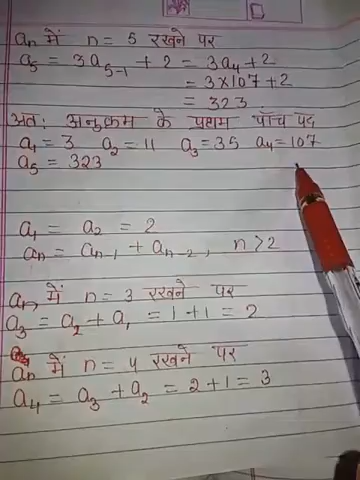 aₙ में n = 5 रखने पर
a₅ = 3a₅₋₁ + 2 = 3a₄ + 2
= 3×107 + 2
= 323
अतः अनुक्रम के प्रथम पाँच पद
a₁ = 3 a₂ = 11 a₃ = 35 a₄ = 107
a₅ = 323
a₁ = a₂ = 2
aₙ = aₙ₋₁ + aₙ₋₂, n > 2
aₙ में n = 3 रखने पर
a₃ = a₂ + a₁ = 1 + 1 = 2
aₙ में n = 4 रखने पर
a₄ = a₃ + a₂ = 2 + 1 = 3